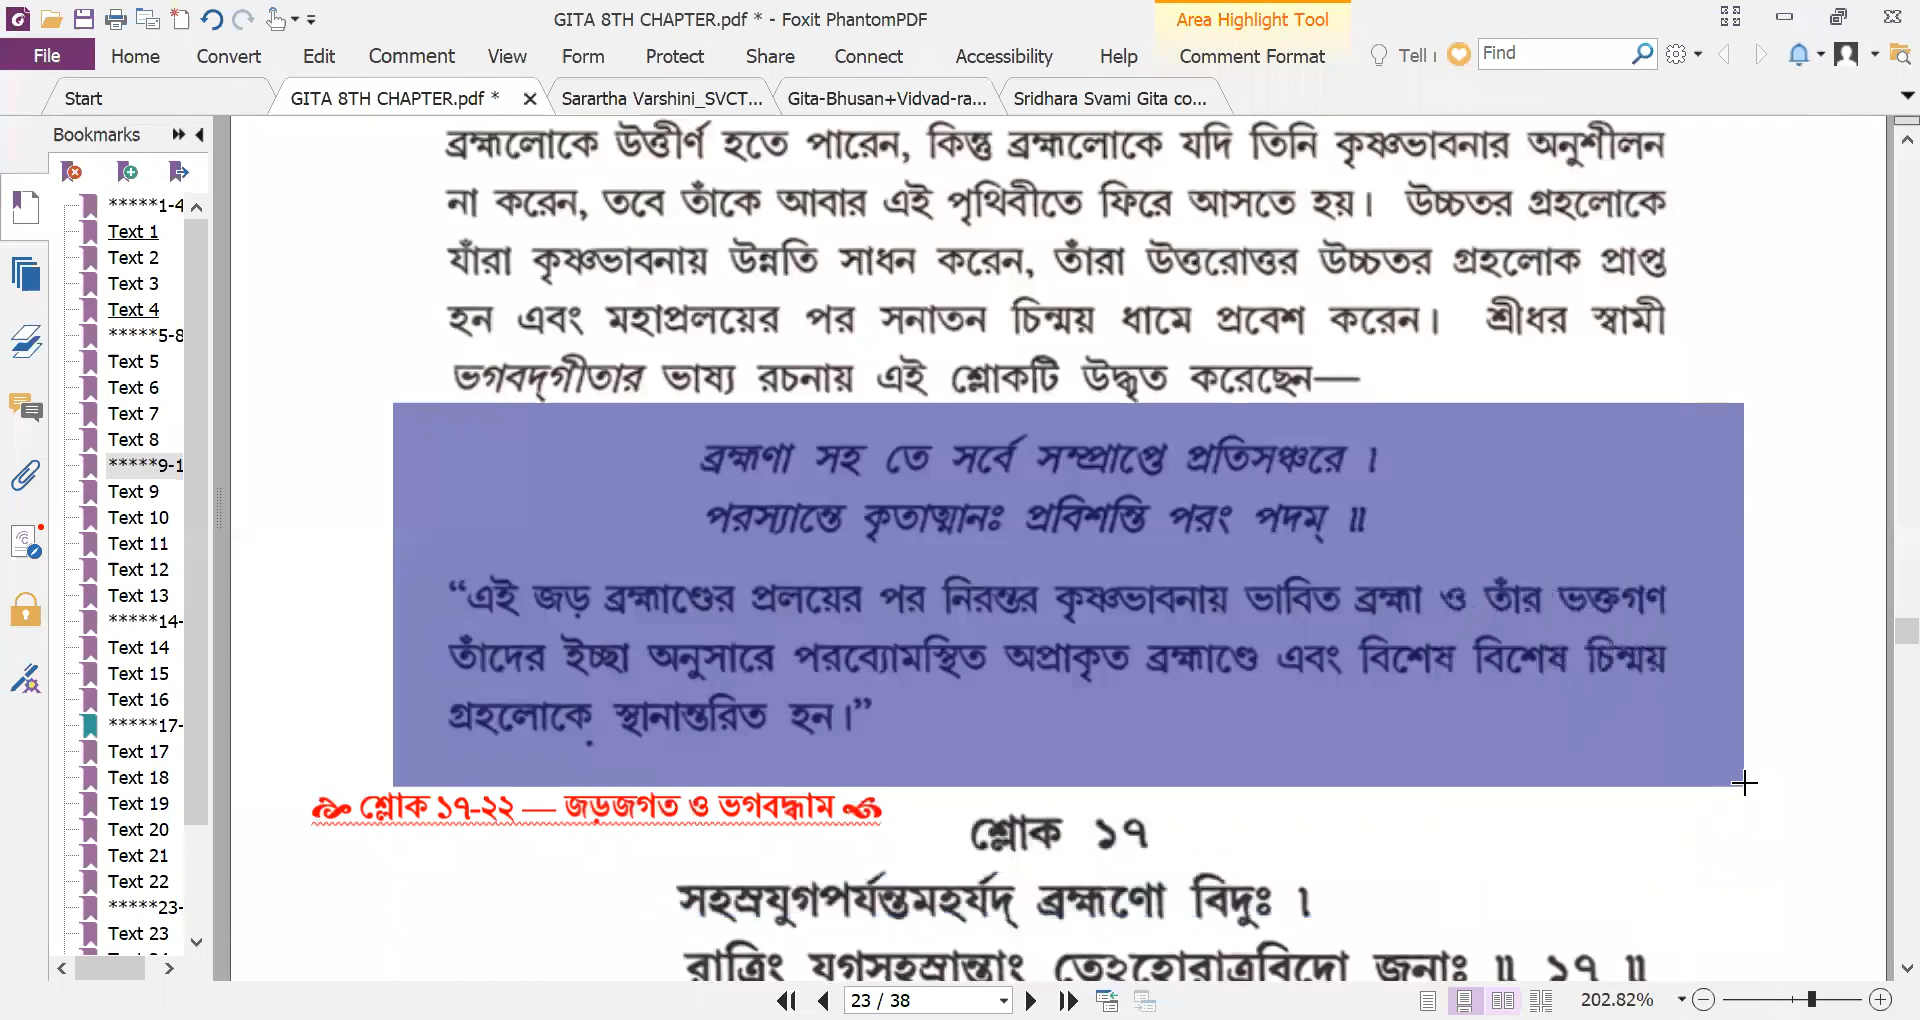 GITA 8TH CHAPTER.pdf * - Foxit PhantomPDF
Area Highlight Tool
File Home Convert Edit Comment View Form Protect Share Connect Accessibility Help Comment Format Tell Find
Start GITA 8TH CHAPTER.pdf * Sarartha Varshini_SVCT... Gita-Bhusan+Vidvad-ra... Sridhara Svami Gita co...
Bookmarks
*****1-4
Text 1
Text 2
Text 3
Text 4
*****5-8
Text 5
Text 6
Text 7
Text 8
*****9-1
Text 9
Text 10
Text 11
Text 12
Text 13
*****14-
Text 14
Text 15
Text 16
*****17-
Text 17
Text 18
Text 19
Text 20
Text 21
Text 22
*****23-
Text 23
ব্রহ্মলোকে উত্তীর্ণ হতে পারেন, কিন্তু ব্রহ্মলোকে যদি তিনি কৃষ্ণভাবনার অনুশীলন
না করেন, তবে তাঁকে আবার এই পৃথিবীতে ফিরে আসতে হয়। উচ্চতর গ্রহলোকে
যাঁরা কৃষ্ণভাবনায় উন্নতি সাধন করেন, তাঁরা উত্তরোত্তর উচ্চতর গ্রহলোক প্রাপ্ত
হন এবং মহাপ্রলয়ের পর সনাতন চিন্ময় ধামে প্রবেশ করেন। শ্রীধর স্বামী
ভগবদ্‌গীতার ভাষ্য রচনায় এই শ্লোকটি উদ্ধৃত করেছেন—
ব্রহ্মণা সহ তে সর্বে সম্প্রাপ্তে প্রতিসঞ্চরে ।
পরস্যান্তে কৃতাত্মানঃ প্রবিশন্তি পরং পদম্ ॥
“এই জড় ব্রহ্মাণ্ডের প্রলয়ের পর নিরন্তর কৃষ্ণভাবনায় ভাবিত ব্রহ্মা ও তাঁর ভক্তগণ
তাঁদের ইচ্ছা অনুসারে পরব্যোমস্থিত অপ্রাকৃত ব্রহ্মাণ্ডে এবং বিশেষ বিশেষ চিন্ময়
গ্রহলোকে স্থানান্তরিত হন।”
শ্লোক ১৭-২২ — জড়জগত ও ভগবদ্ধাম
শ্লোক ১৭
সহস্রযুগপর্যন্তমহর্যদ্ ব্রহ্মণো বিদুঃ ।
রাত্রিং যুগসহস্রান্তাং তেঽহোরাত্রবিদো জনাঃ ॥ ১৭ ॥
23 / 38
202.82%